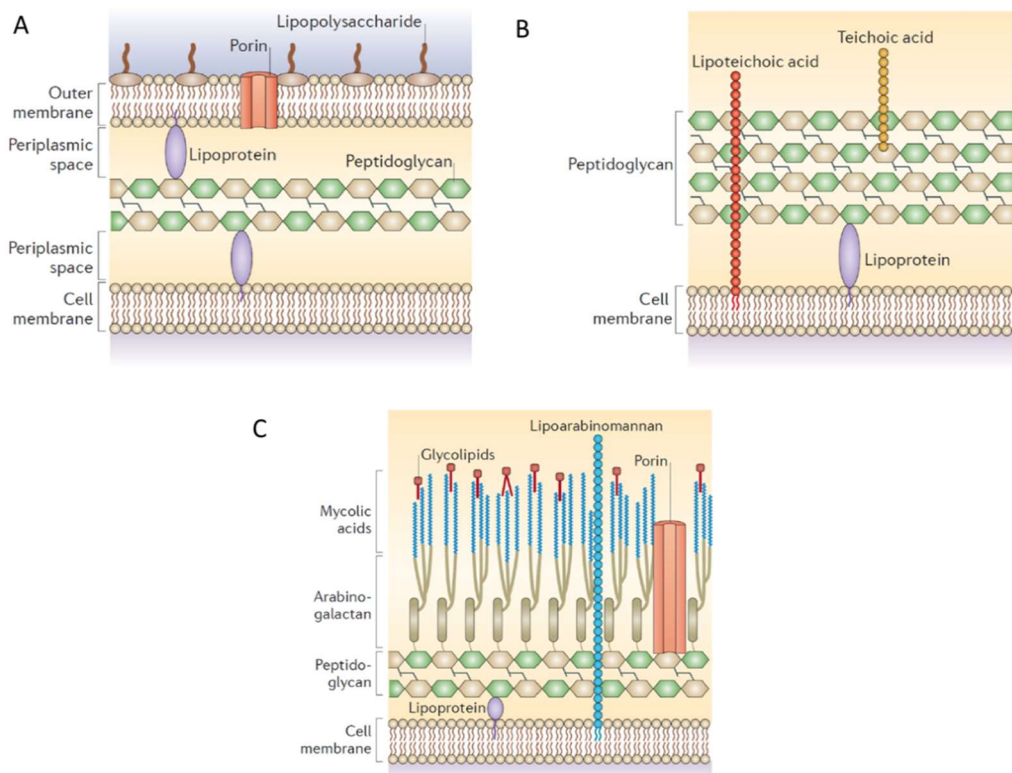 A
Lipopolysaccharide
Porin
Outer
membrane
Periplasmic
space
Lipoprotein
Peptidoglycan
Periplasmic
space
Cell
membrane
B
Teichoic acid
Lipoteichoic acid
Peptidoglycan
Lipoprotein
Cell
membrane
C
Lipoarabinomannan
Glycolipids
Porin
Mycolic
acids
Arabino-
galactan
Peptido-
glycan
Lipoprotein
Cell
membrane